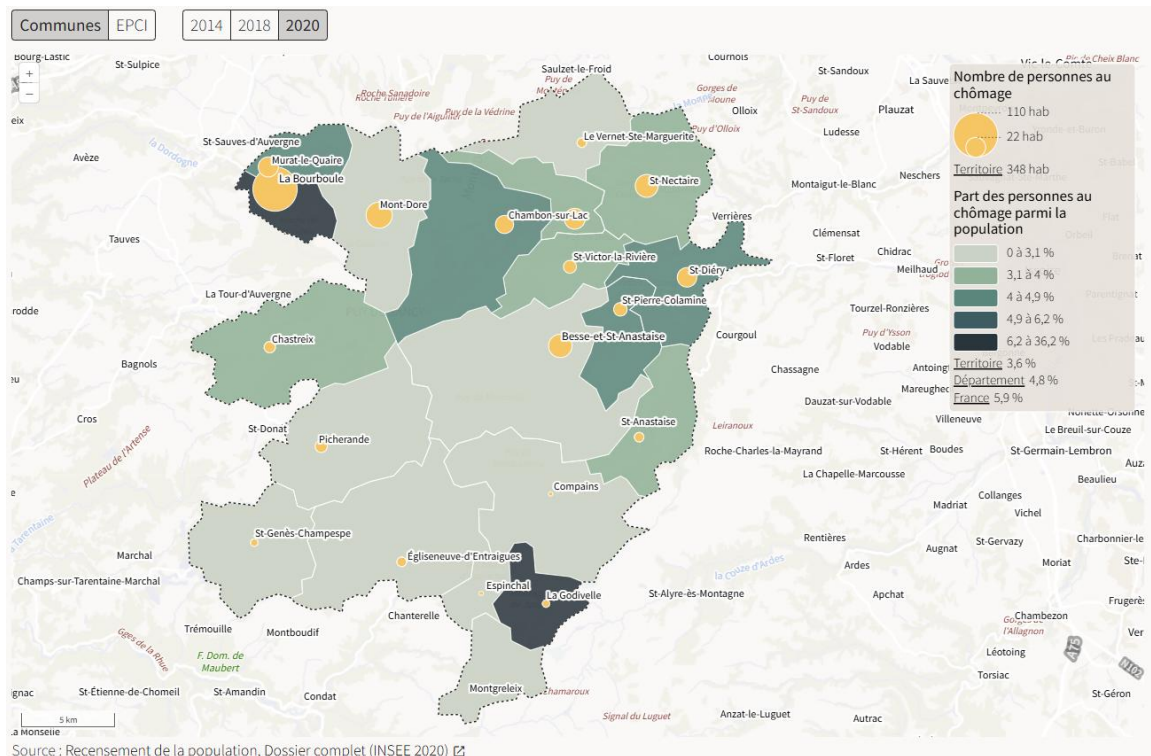 Communes EPCI 2014 2018 2020
Bourg-Lastic
St-Sulpice
Saulzet-le-Froid
Cournols
St-Sandoux
La Sauve
Pic de Cheix Blanc
+
−
Roche Sanadoire
Roche Tuilière
Puy de l'Aiguiller
Puy de la Védrine
La Monne
Olloix
Puy de St-Sandoux
Plauzat
Ludesse
Puy d'Olloix
Avèze
la Dordogne
St-Sauves-d'Auvergne
Murat-le-Quaire
La Bourboule
Mont-Dore
Chambon-sur-Lac
Le Vernet-Ste-Marguerite
St-Nectaire
Verrières
Montaigut-le-Blanc
Neschers
Clémensat
Chidrac
St-Floret
Meilhaud
Tauves
St-Victor-la-Rivière
St-Diéry
St-Pierre-Colamine
Tourzel-Ronzières
La Tour-d'Auvergne
Chastreix
Besse-et-St-Anastaise
Courgoul
Puy d'Ysson
Vodable
Bagnols
Chassagne
Dauzat-sur-Vodable
Villeneuve
Le Breuil-sur-Couze
Cros
St-Donat
Plateau de l'Artense
Picherande
St-Anastaise
Leiranoux
Roche-Charles-la-Mayrand
St-Hérent
Boudes
St-Germain-Lembron
La Chapelle-Marcousse
Beaulieu
Compains
Collanges
Madriat
Vichel
St-Genès-Champespe
Égliseneuve-d'Entraigues
Rentières
Augnat
St-Gervazy
Marchal
Champs-sur-Tarentaine-Marchal
Espinchal
La Godivelle
la Couze d'Ardes
Ardes
Moriat
St-Alyre-ès-Montagne
Apchat
Chambezon
Gorges de l'Allagnon
Chanterelle
Trémouille
Montboudif
Gges de la Rhue
F. Dom. de Maubert
Léotoing
A75
N102
Torsiac
St-Géron
Montgreleix
St-Étienne-de-Chomeil
St-Amandin
Condat
Signal du Luguet
Anzat-le-Luguet
Autrac
5 km
Nombre de personnes au
chômage
110 hab
22 hab
Territoire 348 hab
Part des personnes au
chômage parmi la
population
0 à 3,1 %
3,1 à 4 %
4 à 4,9 %
4,9 à 6,2 %
6,2 à 36,2 %
Territoire 3,6 %
Département 4,8 %
France 5,9 %
Source : Recensement de la population, Dossier complet (INSEE 2020)